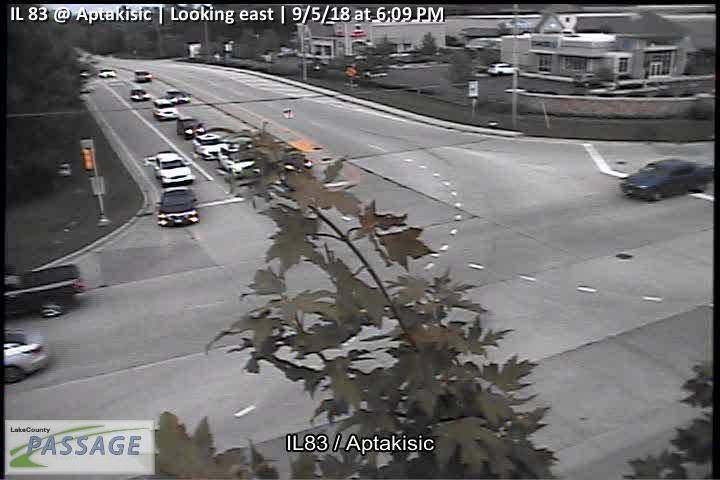 IL 83 @ Aptakisic | Looking east | 9/5/18 at 6:09 PM
LakeCounty
PASSAGE
IL83 / Aptakisic